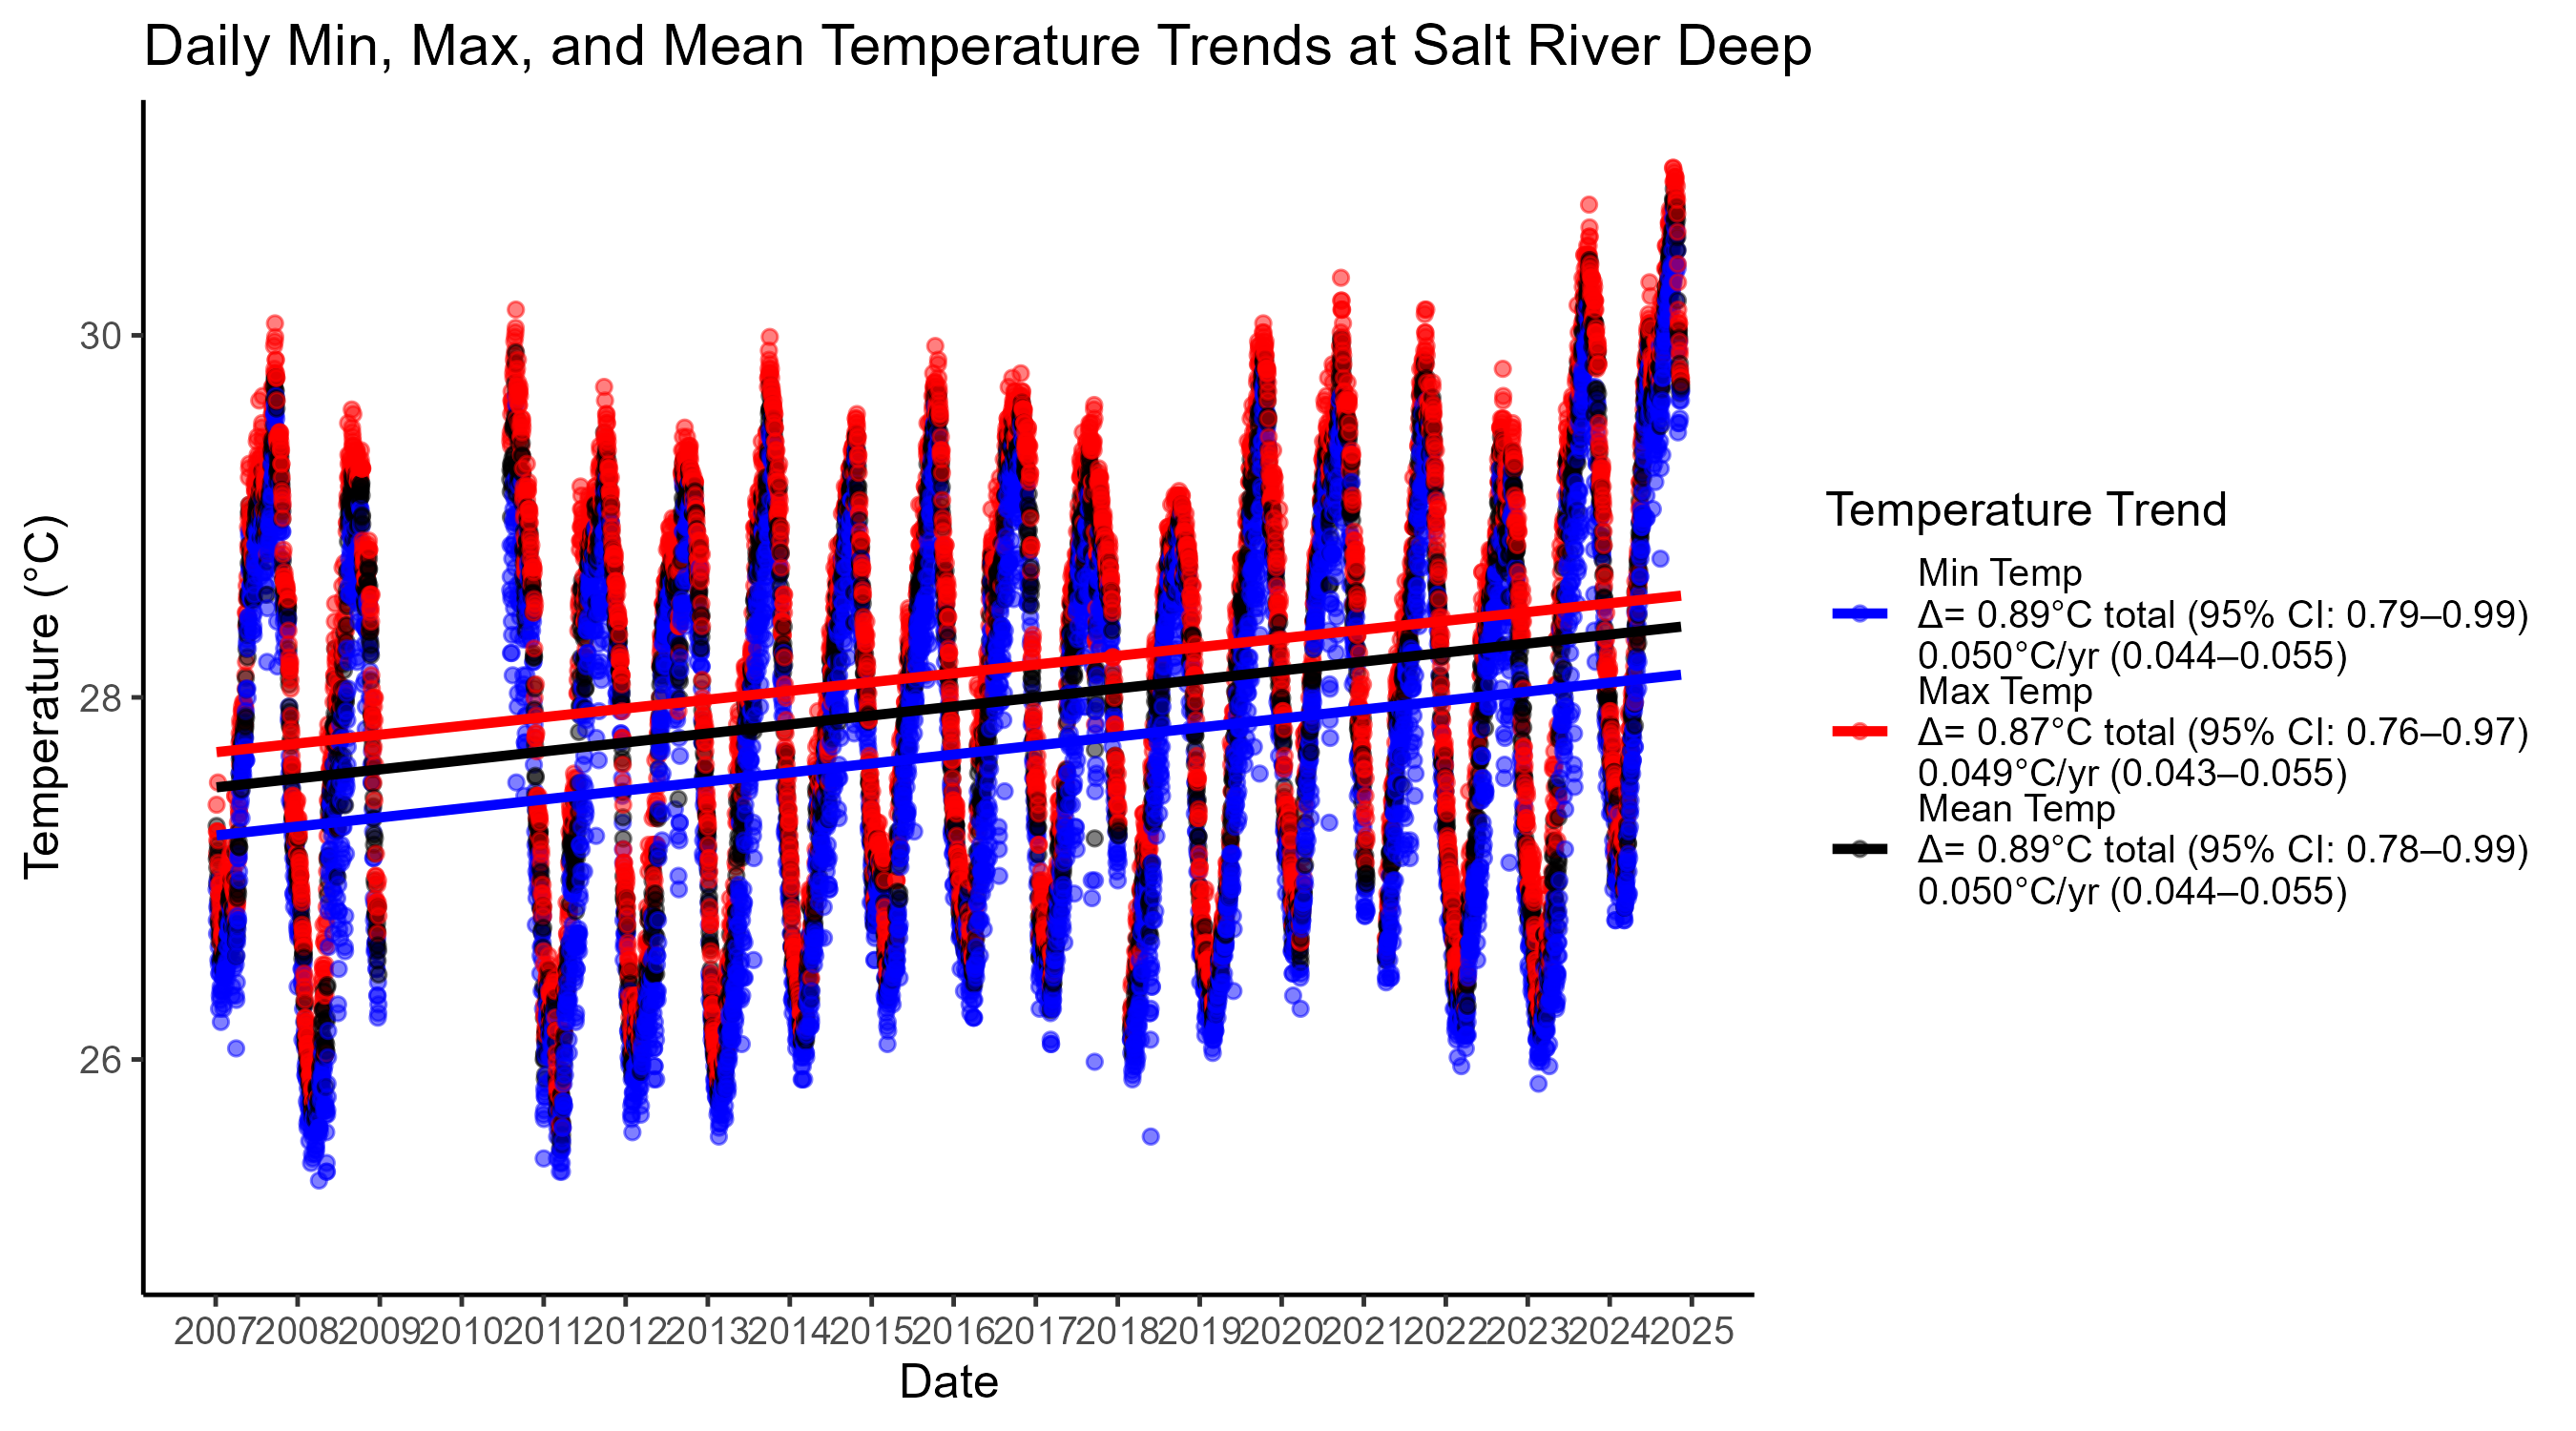 Daily Min, Max, and Mean Temperature Trends at Salt River Deep
Temperature (°C)
30
28
26
2007 2008 2009 2010 2011 2012 2013 2014 2015 2016 2017 2018 2019 2020 2021 2022 2023 2024 2025
Date
Temperature Trend
Min Temp
Δ= 0.89°C total (95% CI: 0.79–0.99)
0.050°C/yr (0.044–0.055)
Max Temp
Δ= 0.87°C total (95% CI: 0.76–0.97)
0.049°C/yr (0.043–0.055)
Mean Temp
Δ= 0.89°C total (95% CI: 0.78–0.99)
0.050°C/yr (0.044–0.055)